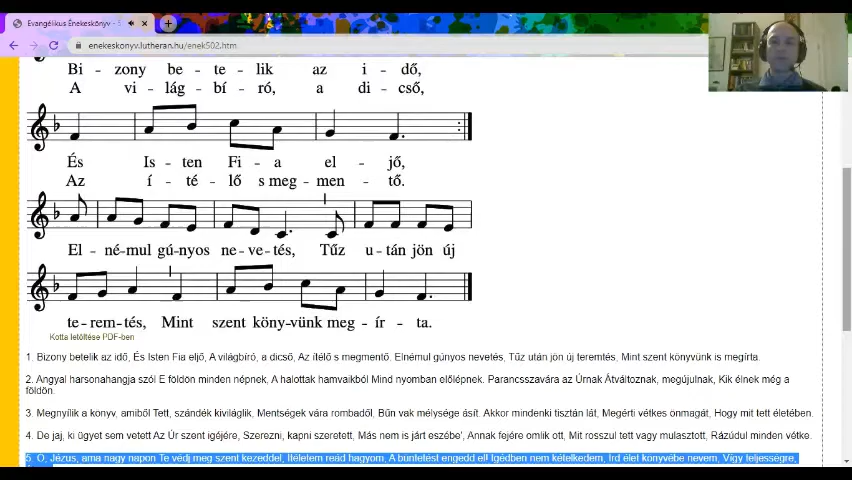 Evangélikus Énekeskönyv -
enekeskonyv.lutheran.hu/enek502.htm
Bi - zony be - te - lik az i - dő,
A vi - lág - bí - ró, a di - cső,
És Is - ten Fi - a el - jő,
Az í - té - lő s meg - men - tő.
El - né-mul gú-nyos ne - ve - tés, Tűz u - tán jön új
te - rem - tés, Mint szent köny-vünk meg - ír - ta.
Kotta letöltése PDF-ben
1. Bizony betelik az idő, És Isten Fia eljő, A világbíró, a dicső, Az ítélő s megmentő. Elnémul gúnyos nevetés, Tűz után jön új teremtés, Mint szent könyvünk is megírta.
2. Angyal harsonahangja szól E földön minden népnek, A halottak hamvaikból Mind nyomban előlépnek. Parancsszavára az Úrnak Átváltoznak, megújulnak, Kik élnek még a
földön.
3. Megnyílik a könyv, amiből Tett, szándék kiviláglik, Mentségek vára rombadől, Bűn vak mélysége ásít. Akkor mindenki tisztán lát, Megérti vétkes önmagát, Hogy mit tett életében.
4. De jaj, ki ügyet sem vetett Az Úr szent igéjére, Szerezni, kapni szeretett, Más nem is járt eszébe', Annak fejére omlik ott, Mit rosszul tett vagy mulasztott, Rázúdul minden vétke.
5. Ó, Jézus, ama nagy napon Te védj meg szent kezeddel, Ítéletem reád hagyom, A büntetést engedd el! Igédben nem kételkedem, Írd élet könyvébe nevem, Vígy teljességre,